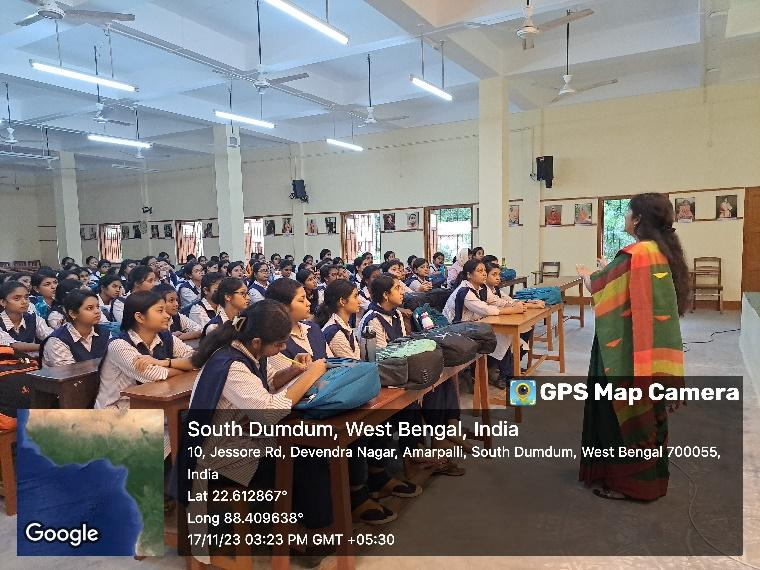 GPS Map Camera
South Dumdum, West Bengal, India
10, Jessore Rd, Devendra Nagar, Amarpalli, South Dumdum, West Bengal 700055,
India
Lat 22.612867°
Long 88.409638°
17/11/23 03:23 PM GMT +05:30
Google